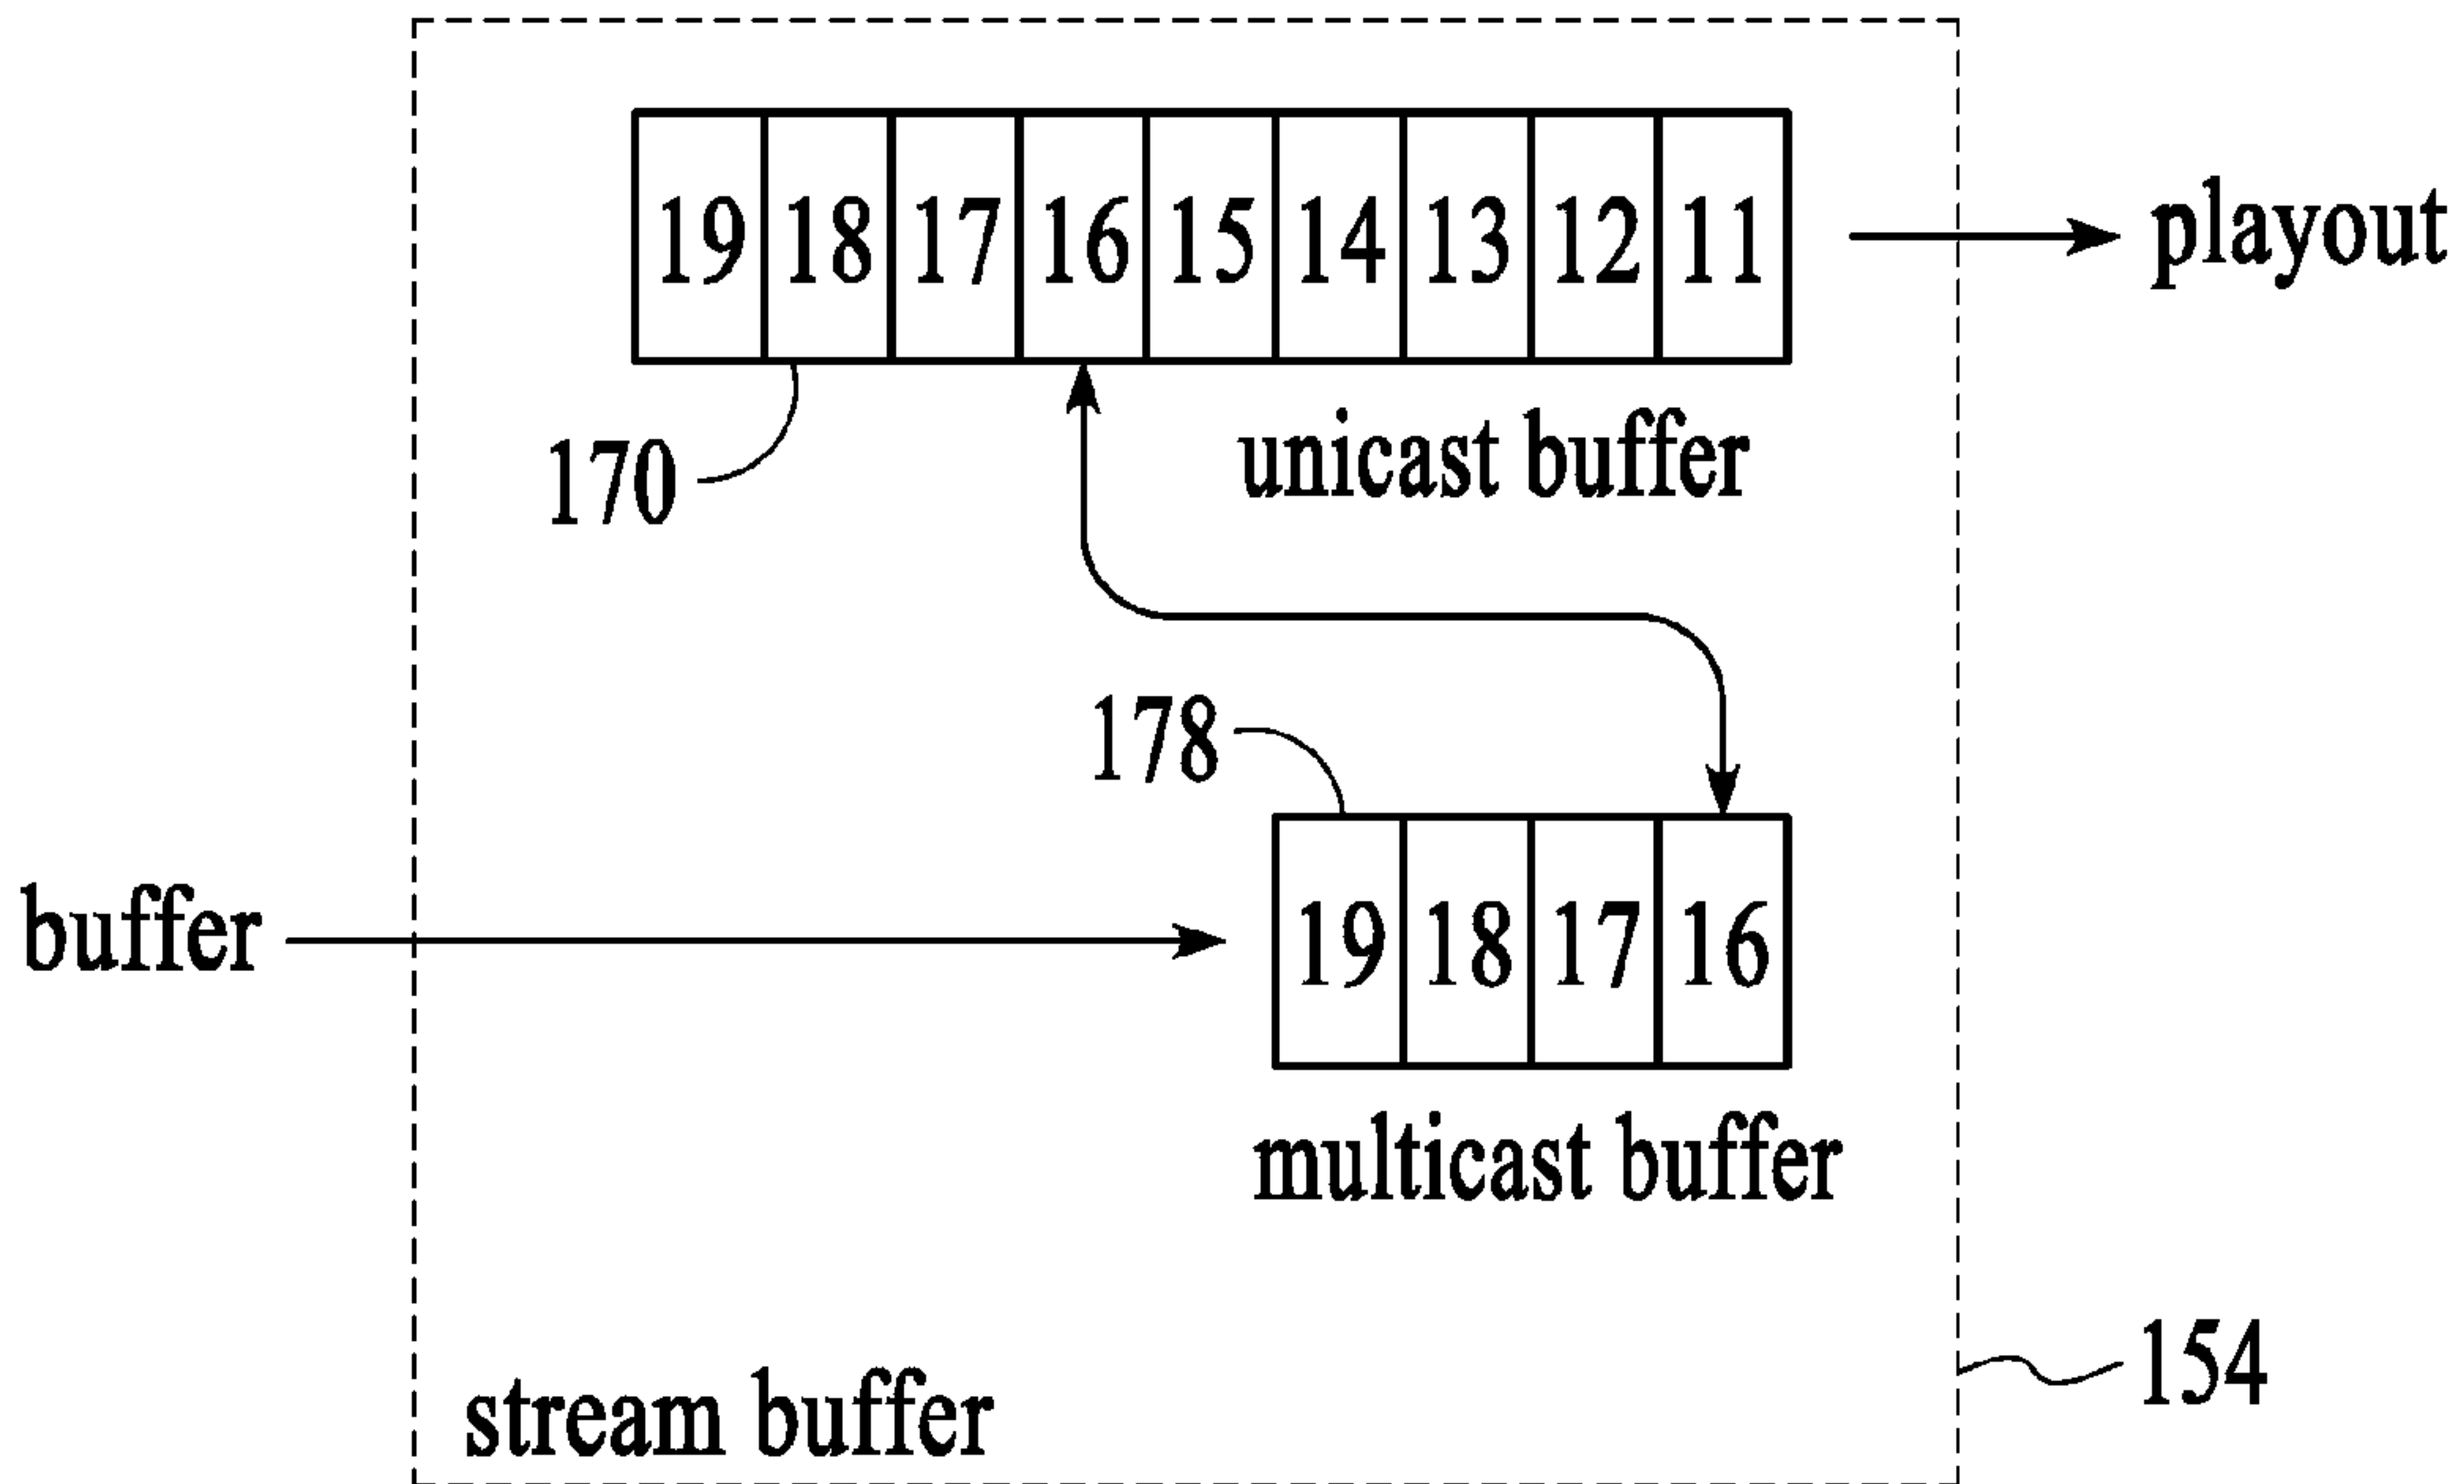 19 18 17 16 15 14 13 12 11
playout
170
unicast buffer
178
buffer
19 18 17 16
multicast buffer
154
stream buffer